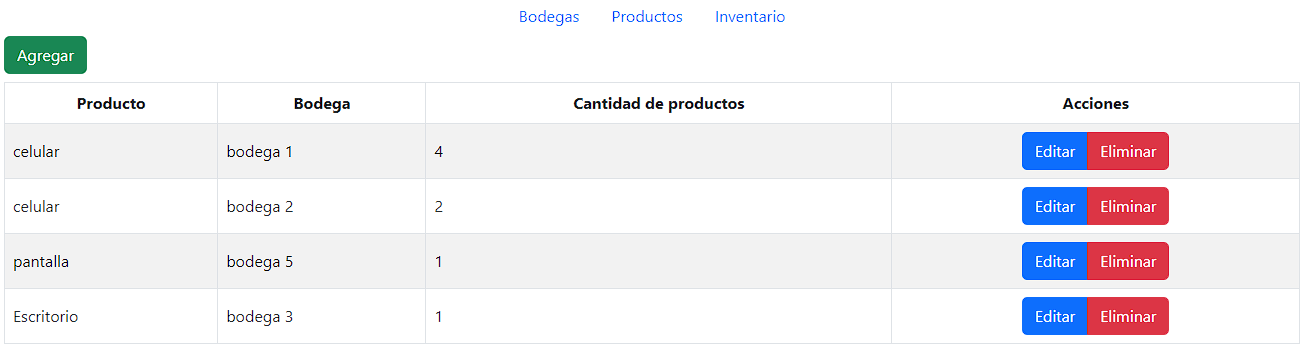 Bodegas Productos Inventario
Agregar
Producto Bodega Cantidad de productos Acciones
celular bodega 1 4 Editar Eliminar
celular bodega 2 2 Editar Eliminar
pantalla bodega 5 1 Editar Eliminar
Escritorio bodega 3 1 Editar Eliminar